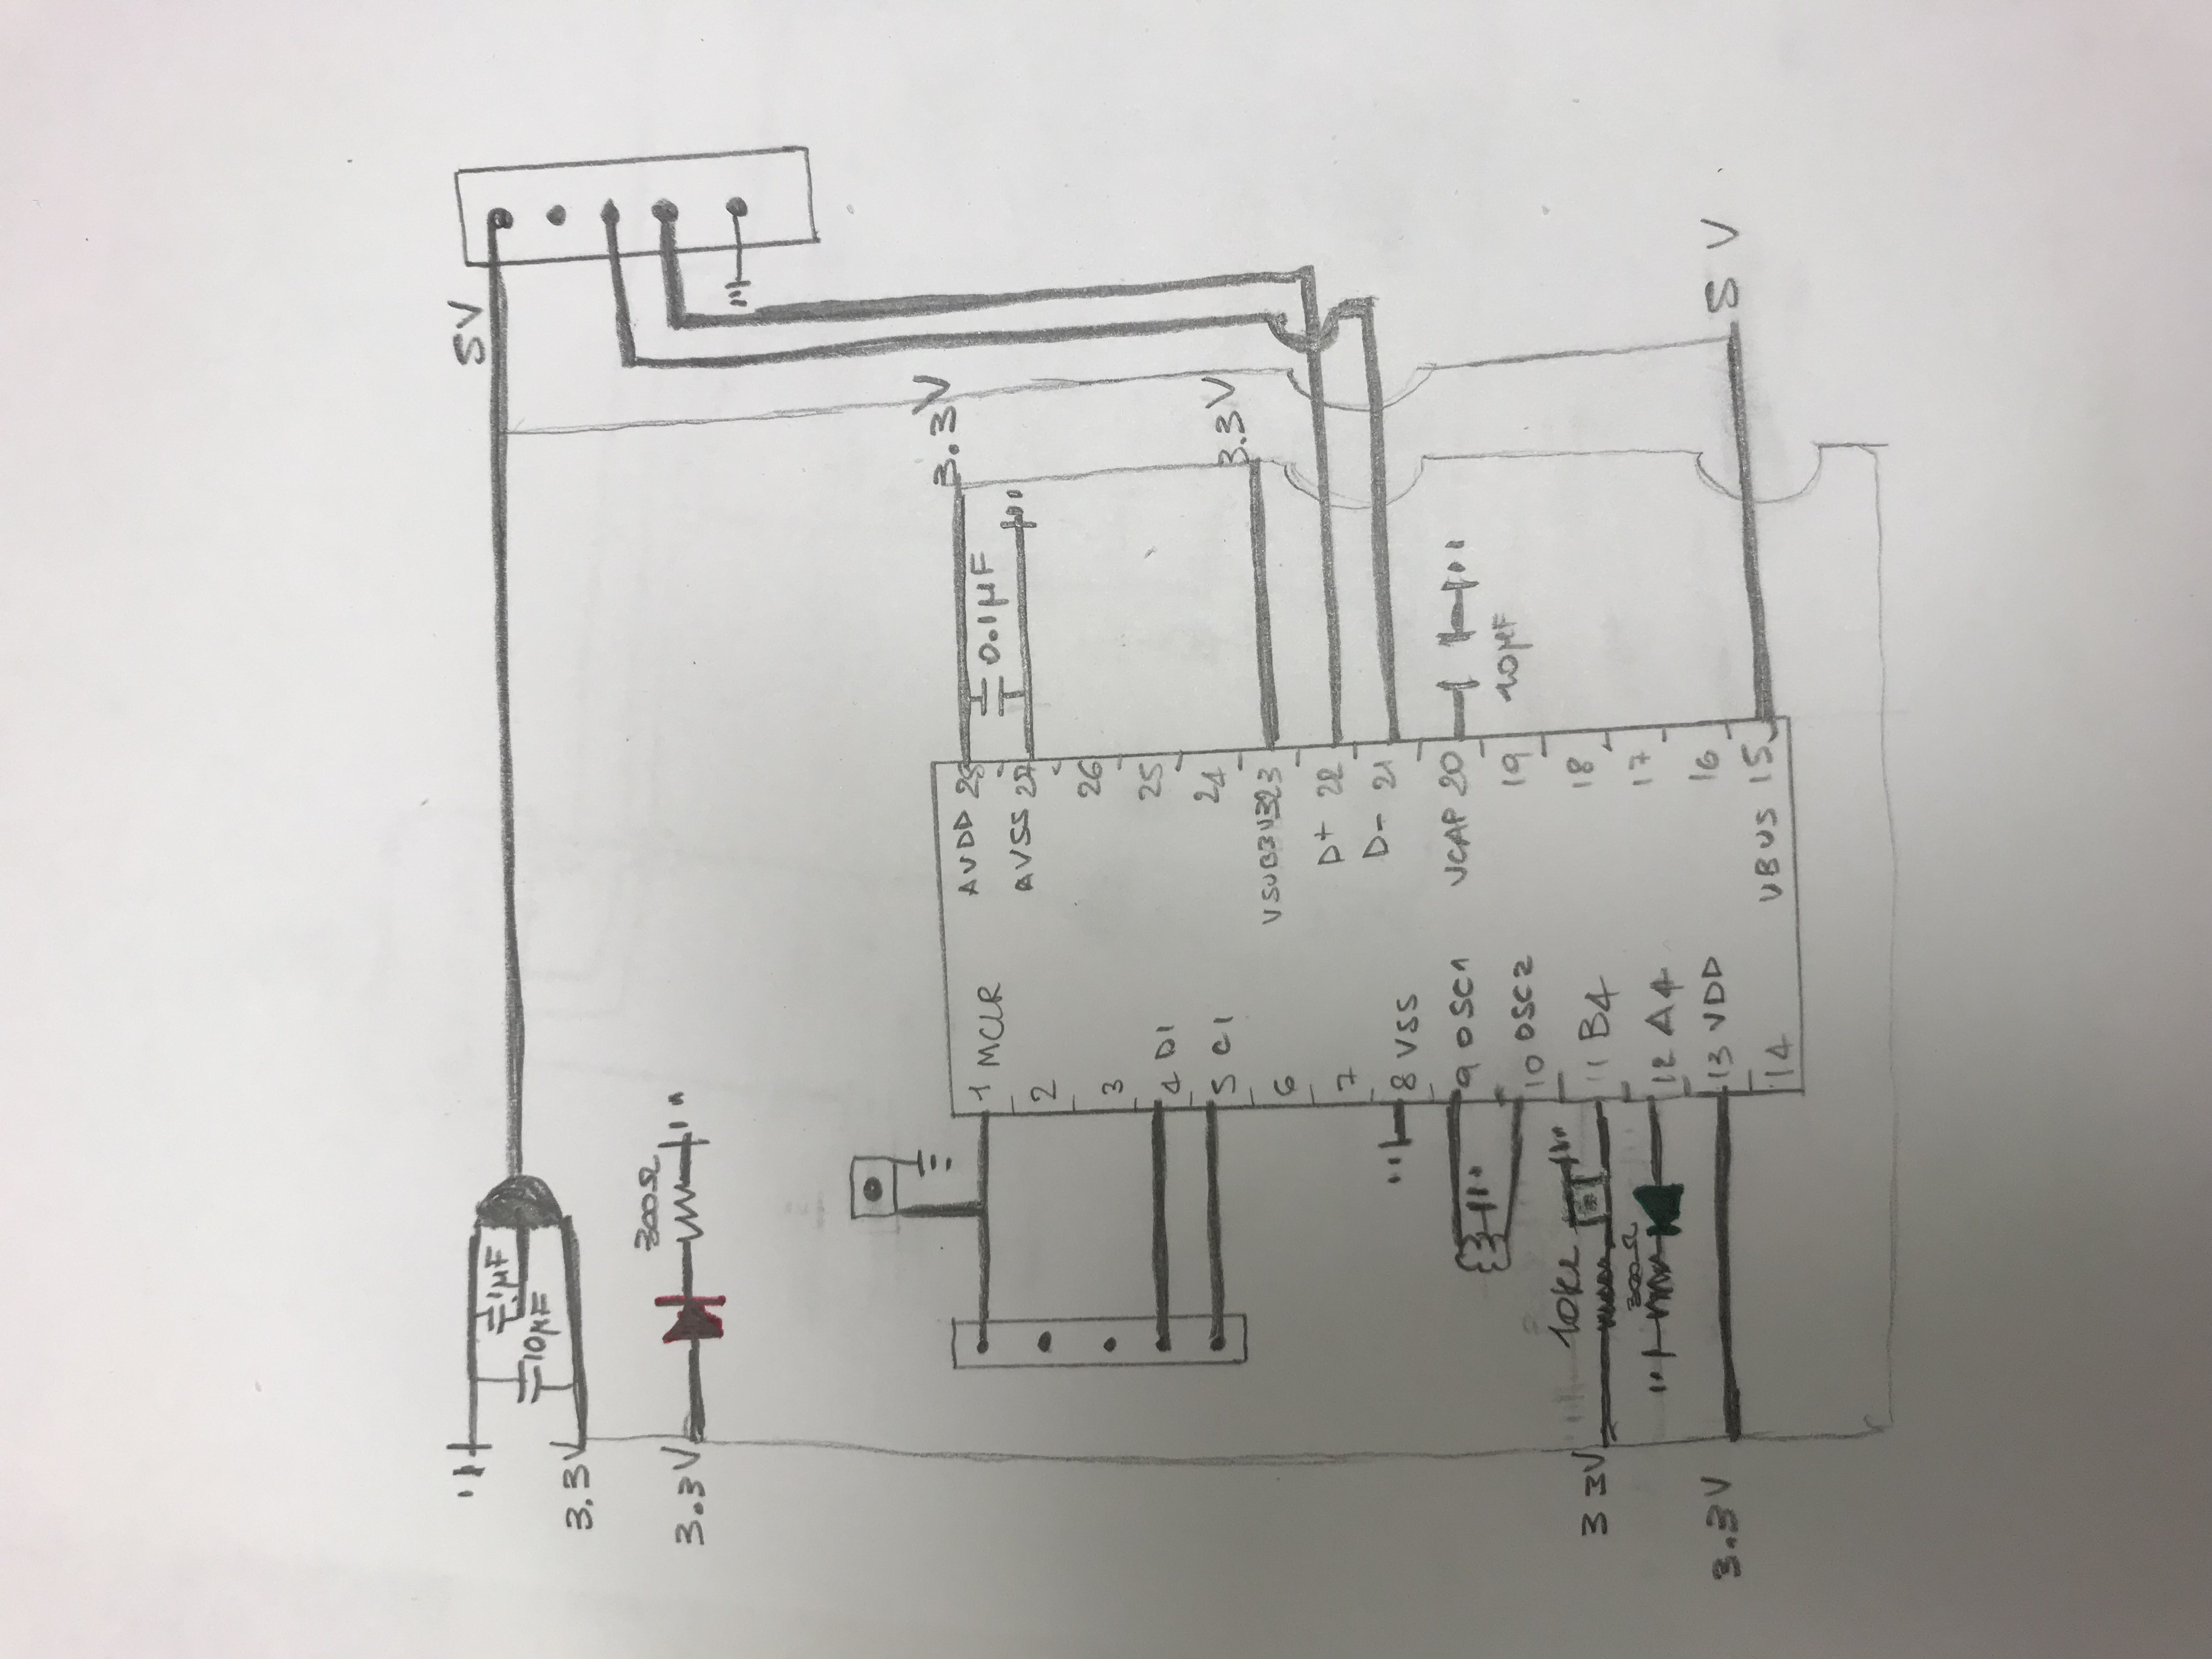 5V
1µF
10µF
3.3V
300Ω
3.3V
3.3V
1 MCLR
AVDD 28
0.1µF
AVSS 27
2
26
3
25
4 D1
24
5 C1
3.3V
VSUB3V3 23
6
D+ 22
7
D- 21
8 VSS
VCAP 20
9 OSC1
10µF
19
10 OSC2
10kΩ
18
3.3V
11 B4
300Ω
17
12 A4
16
3.3V
13 VDD
5V
VBUS 15
14